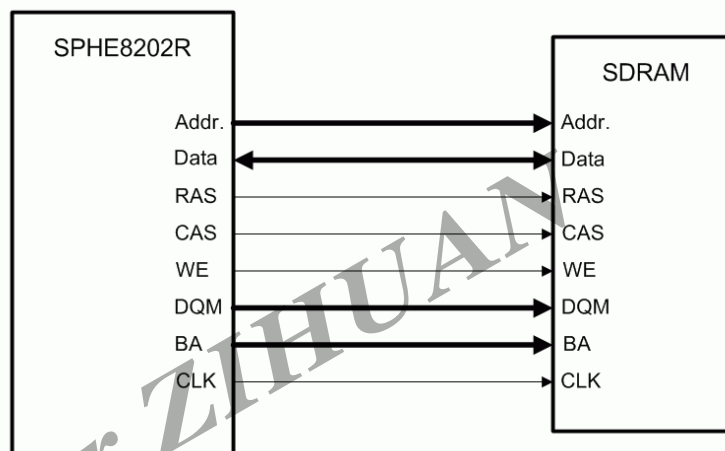 SPHE8202R
SDRAM
Addr. Addr.
Data Data
RAS RAS
CAS CAS
WE WE
DQM DQM
BA BA
CLK CLK
r ZIHUAN